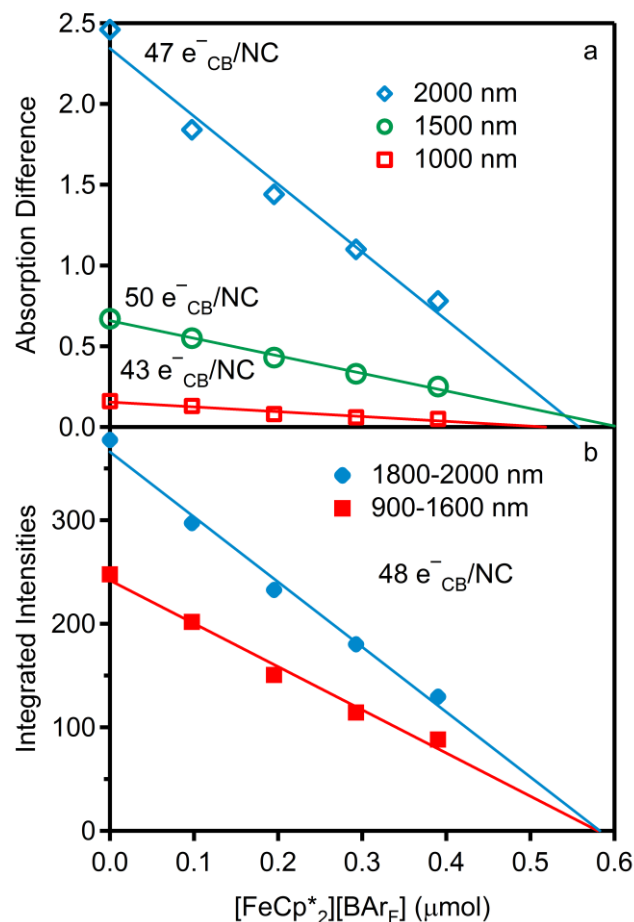 a
47 e⁻CB/NC
2000 nm
1500 nm
1000 nm
50 e⁻CB/NC
43 e⁻CB/NC
Absorption Difference
2.5
2.0
1.5
1.0
0.5
0.0
b
1800-2000 nm
900-1600 nm
48 e⁻CB/NC
Integrated Intensities
300
200
100
0
0.0 0.1 0.2 0.3 0.4 0.5 0.6
[FeCp*₂][BArF] (μmol)